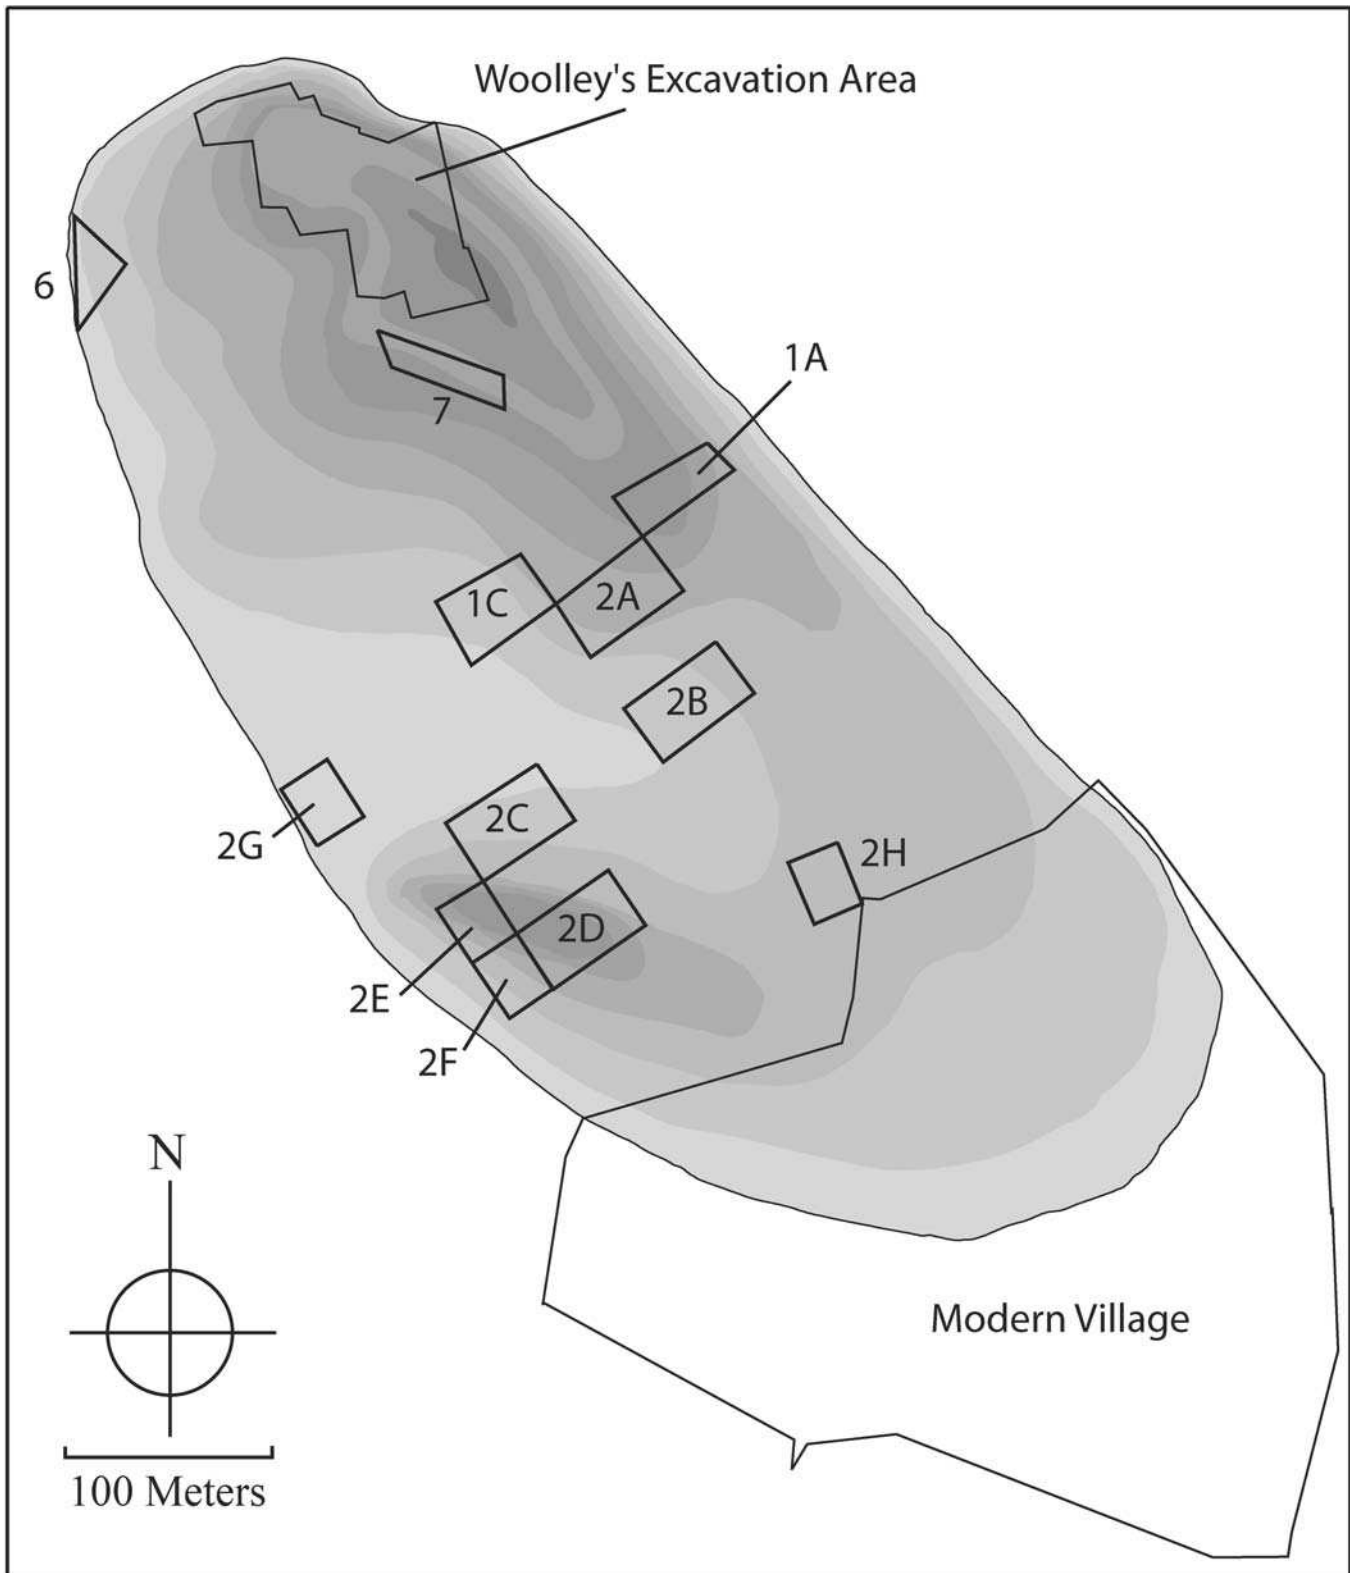 Woolley's Excavation Area
6
1A
7
1C
2A
2B
2C
2G
2H
2D
2E
2F
N
Modern Village
100 Meters